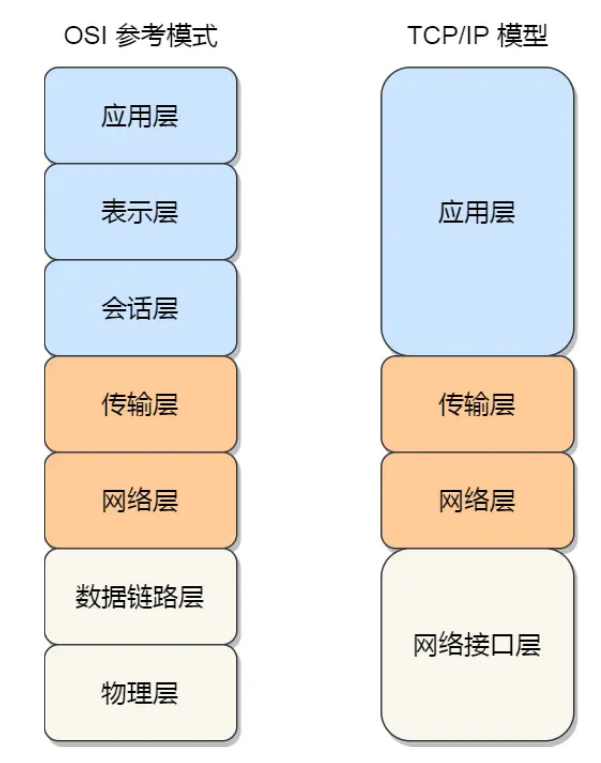 OSI 参考模式
TCP/IP 模型
应用层
表示层
会话层
传输层
网络层
数据链路层
物理层
应用层
传输层
网络层
网络接口层